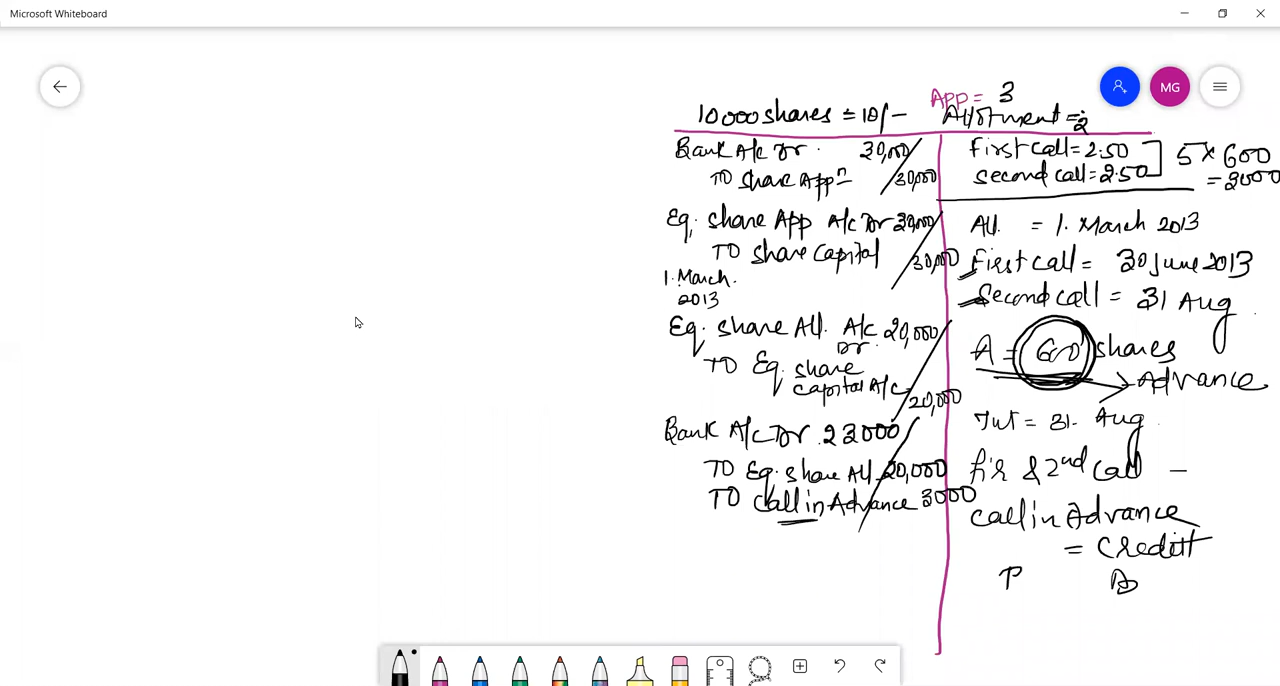 Microsoft Whiteboard
MG
10000 shares = 10/-
App = 3
Allotment = 2
Bank A/c Dr. 30,000
TO Share Appn 30,000
Eq. share App A/c Dr 30,000
TO Share Capital 30,000
1. March.
2013
Eq. Share All. A/c 20,000
Dr.
TO Eq. share
capital A/c 20,000
Bank A/c Dr. 23000
TO Eq. share All 20,000
TO Call in Advance 3000
First Call = 2.50
Second Call = 2.50
5 x 600
= 3000
All. = 1. March 2013
First Call = 30 June 2013
Second Call = 31 Aug
A = 600 shares
Advance
Int = 31. Aug
fir & 2nd Call –
Call in Advance
= Credit